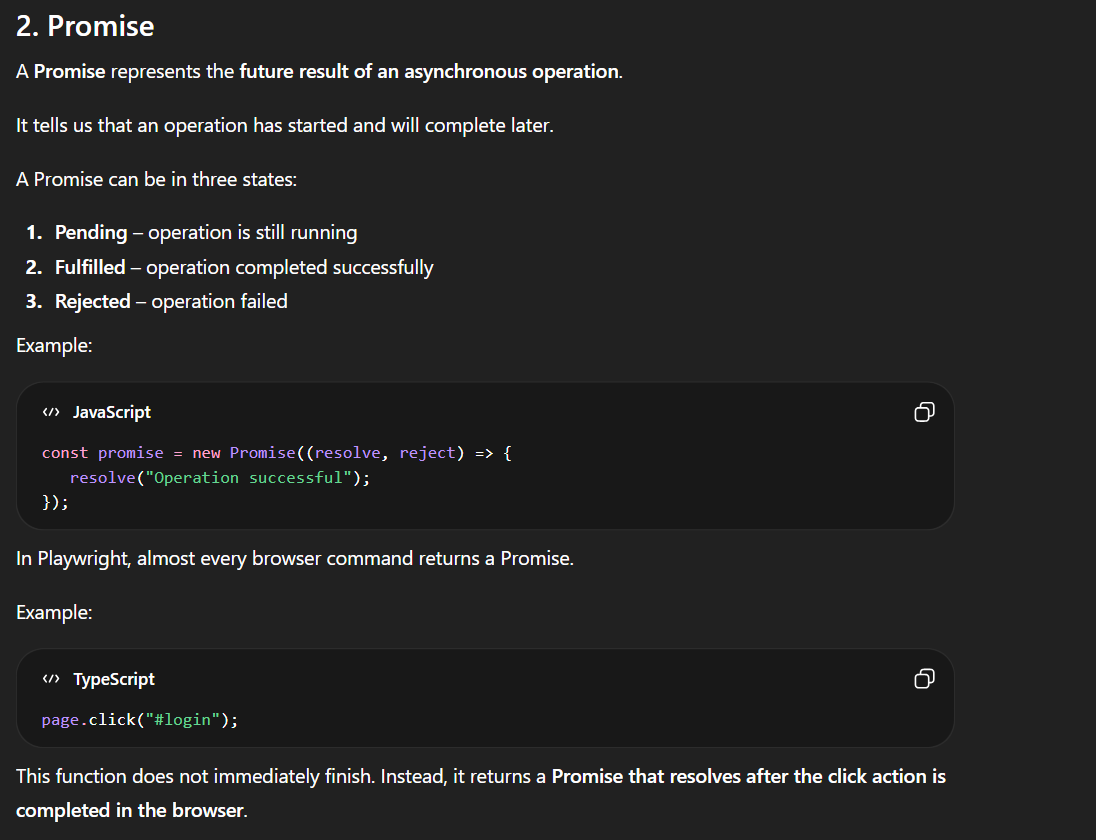 2. Promise
A Promise represents the future result of an asynchronous operation.
It tells us that an operation has started and will complete later.
A Promise can be in three states:
1. Pending – operation is still running
2. Fulfilled – operation completed successfully
3. Rejected – operation failed
Example:
JavaScript
const promise = new Promise((resolve, reject) => {
   resolve("Operation successful");
});
In Playwright, almost every browser command returns a Promise.
Example:
TypeScript
page.click("#login");
This function does not immediately finish. Instead, it returns a Promise that resolves after the click action is
completed in the browser.